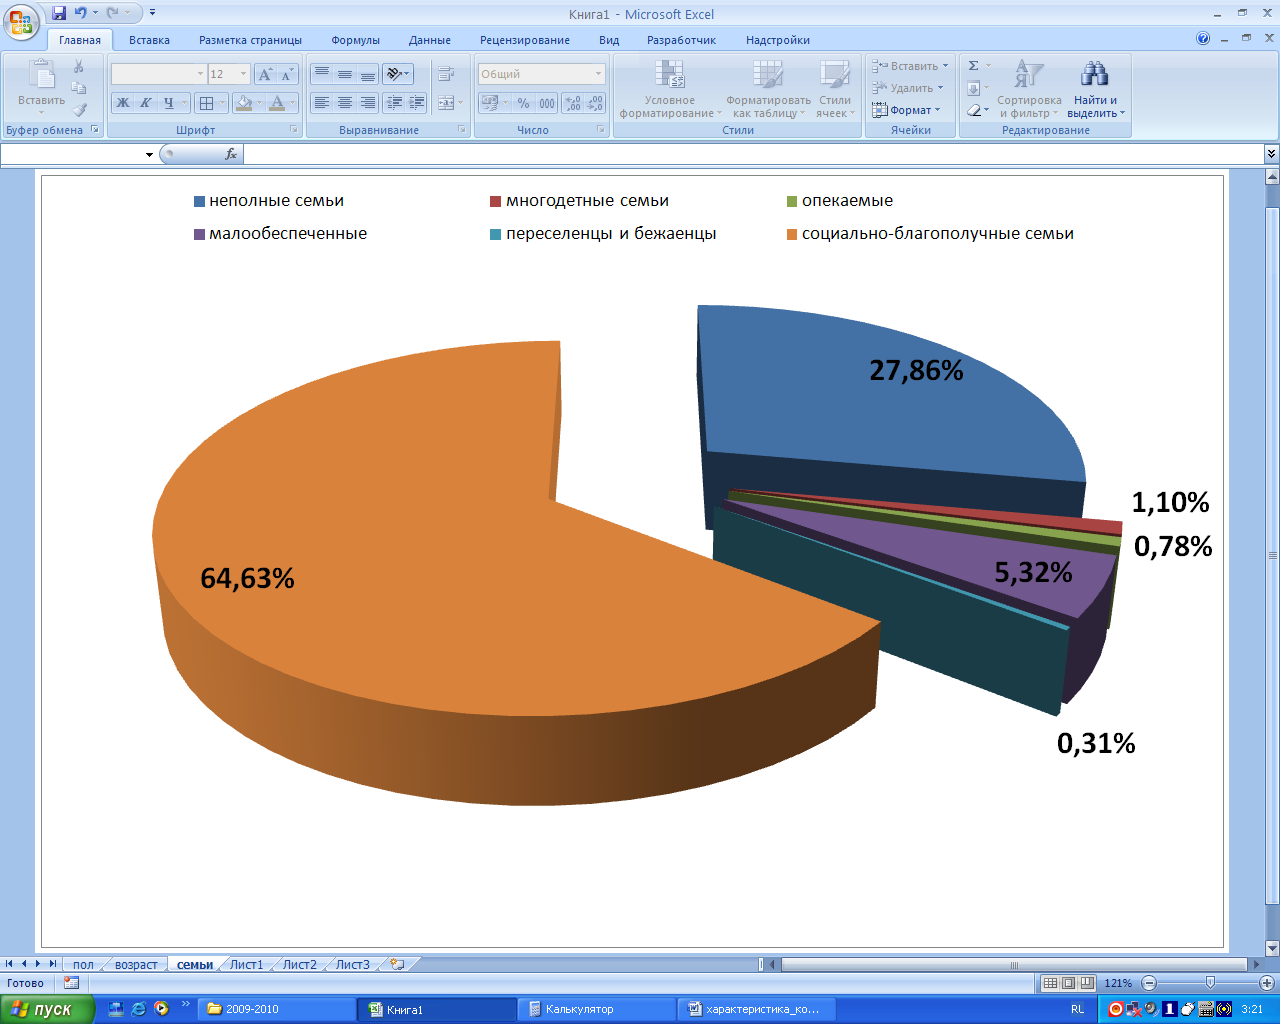 Книга1 - Microsoft Excel
Главная Вставка Разметка страницы Формулы Данные Рецензирование Вид Разработчик Надстройки
12 Общий Вставить
Вставить Ж К Ч % 000 Условное форматирование Форматировать как таблицу Стили ячеек Удалить Сортировка и фильтр Найти и выделить
Формат
Буфер обмена Шрифт Выравнивание Число Стили Ячейки Редактирование
fx
неполные семьи многодетные семьи опекаемые
малообеспеченные переселенцы и бежаенцы социально-благополучные семьи
27,86%
1,10%
0,78%
5,32%
64,63%
0,31%
пол возраст семьи Лист1 Лист2 Лист3
Готово 121%
пуск 2009-2010 Книга1 Калькулятор характеристика_ко... RL 3:21